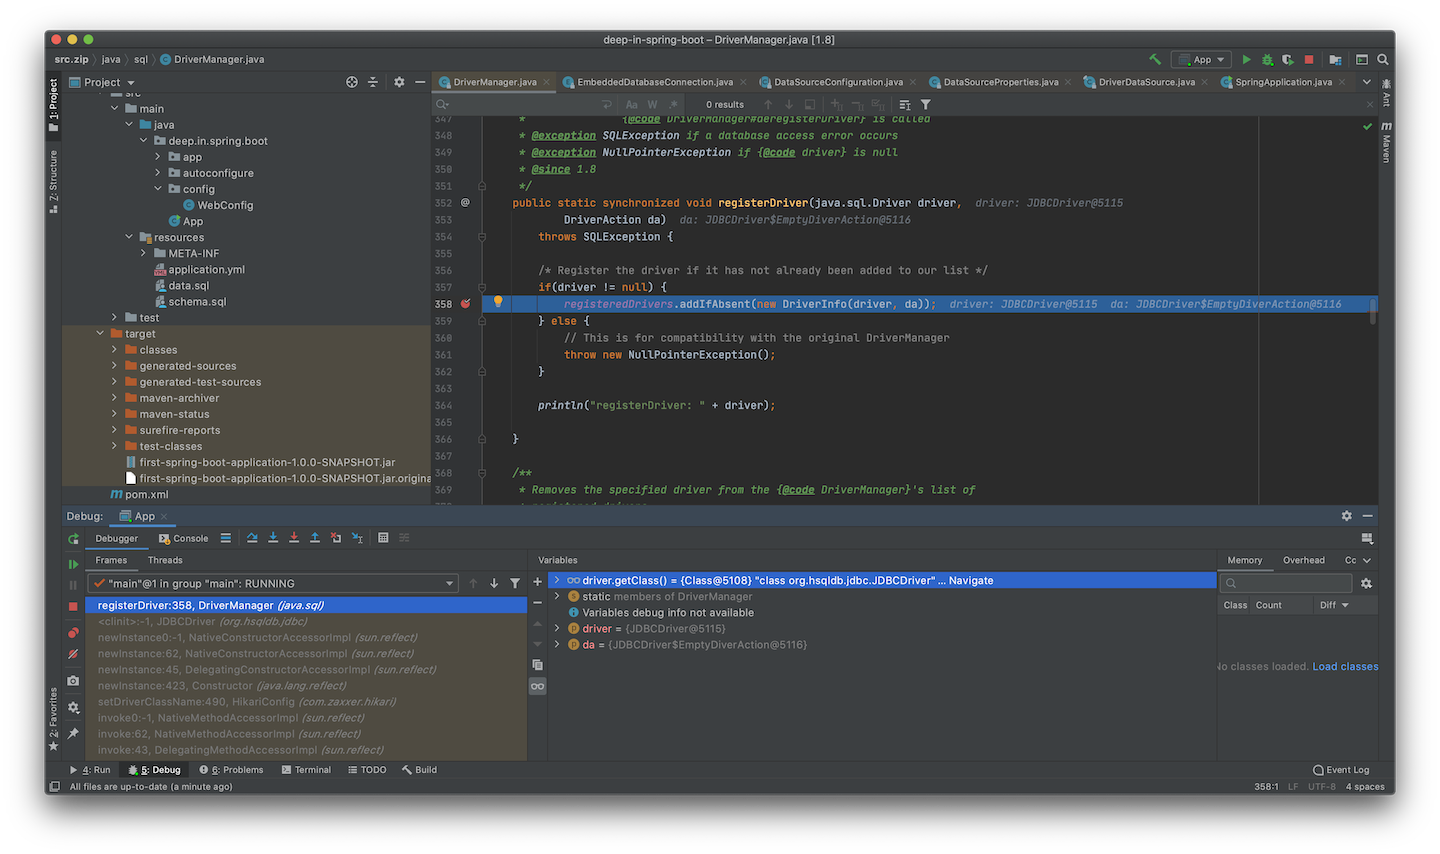 deep-in-spring-boot – DriverManager.java [1.8]
src.zip › java › sql › DriverManager.java
App
Project
DriverManager.java
EmbeddedDatabaseConnection.java
DataSourceConfiguration.java
DataSourceProperties.java
DriverDataSource.java
SpringApplication.java
Aa W .* 0 results
1: Project
Z: Structure
2: Favorites
Ant
Maven
src
main
java
deep.in.spring.boot
app
autoconfigure
config
WebConfig
App
resources
META-INF
application.yml
data.sql
schema.sql
test
target
classes
generated-sources
generated-test-sources
maven-archiver
maven-status
surefire-reports
test-classes
first-spring-boot-application-1.0.0-SNAPSHOT.jar
first-spring-boot-application-1.0.0-SNAPSHOT.jar.origina
pom.xml
347 * {@code DriverManager#deregisterDriver} is called
348 * @exception SQLException if a database access error occurs
349 * @exception NullPointerException if {@code driver} is null
350 * @since 1.8
351 */
352 @ public static synchronized void registerDriver(java.sql.Driver driver, driver: JDBCDriver@5115
353 DriverAction da) da: JDBCDriver$EmptyDiverAction@5116
354 throws SQLException {
355
356 /* Register the driver if it has not already been added to our list */
357 if(driver != null) {
358 registeredDrivers.addIfAbsent(new DriverInfo(driver, da)); driver: JDBCDriver@5115 da: JDBCDriver$EmptyDiverAction@5116
359 } else {
360 // This is for compatibility with the original DriverManager
361 throw new NullPointerException();
362 }
363
364 println("registerDriver: " + driver);
365
366 }
367
368 /**
369 * Removes the specified driver from the {@code DriverManager}'s list of
370 * registered drivers
Debug: App
Debugger Console
Frames Threads
"main"@1 in group "main": RUNNING
registerDriver:358, DriverManager (java.sql)
<clinit>:-1, JDBCDriver (org.hsqldb.jdbc)
newInstance0:-1, NativeConstructorAccessorImpl (sun.reflect)
newInstance:62, NativeConstructorAccessorImpl (sun.reflect)
newInstance:45, DelegatingConstructorAccessorImpl (sun.reflect)
newInstance:423, Constructor (java.lang.reflect)
setDriverClassName:490, HikariConfig (com.zaxxer.hikari)
invoke0:-1, NativeMethodAccessorImpl (sun.reflect)
invoke:62, NativeMethodAccessorImpl (sun.reflect)
invoke:43, DelegatingMethodAccessorImpl (sun.reflect)
Variables
driver.getClass() = {Class@5108} "class org.hsqldb.jdbc.JDBCDriver" ... Navigate
static members of DriverManager
Variables debug info not available
driver = {JDBCDriver@5115}
da = {JDBCDriver$EmptyDiverAction@5116}
Memory Overhead Co
Class Count Diff
No classes loaded. Load classes
4: Run 5: Debug 6: Problems Terminal TODO Build Event Log
All files are up-to-date (a minute ago) 358:1 LF UTF-8 4 spaces